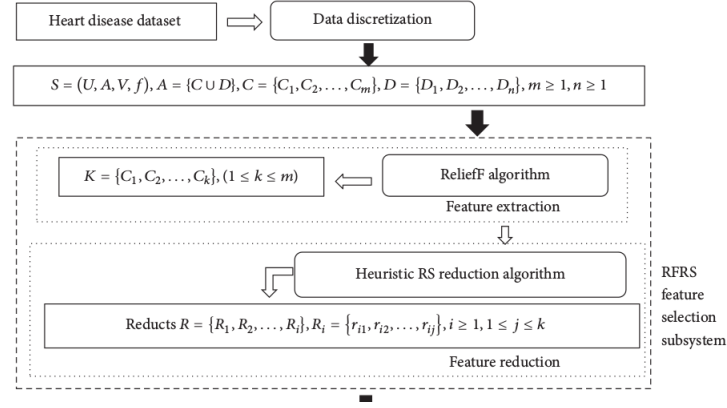 Heart disease dataset
Data discretization
S = (U, A, V, f), A = {C ∪ D}, C = {C₁, C₂, …, Cₘ}, D = {D₁, D₂, …, Dₙ}, m ≥ 1, n ≥ 1
K = {C₁, C₂, …, Cₖ}, (1 ≤ k ≤ m)
ReliefF algorithm
Feature extraction
Heuristic RS reduction algorithm
Reducts R = {R₁, R₂, …, Rᵢ}, Rᵢ = {rᵢ₁, rᵢ₂, …, rᵢⱼ}, i ≥ 1, 1 ≤ j ≤ k
Feature reduction
RFRS
feature
selection
subsystem